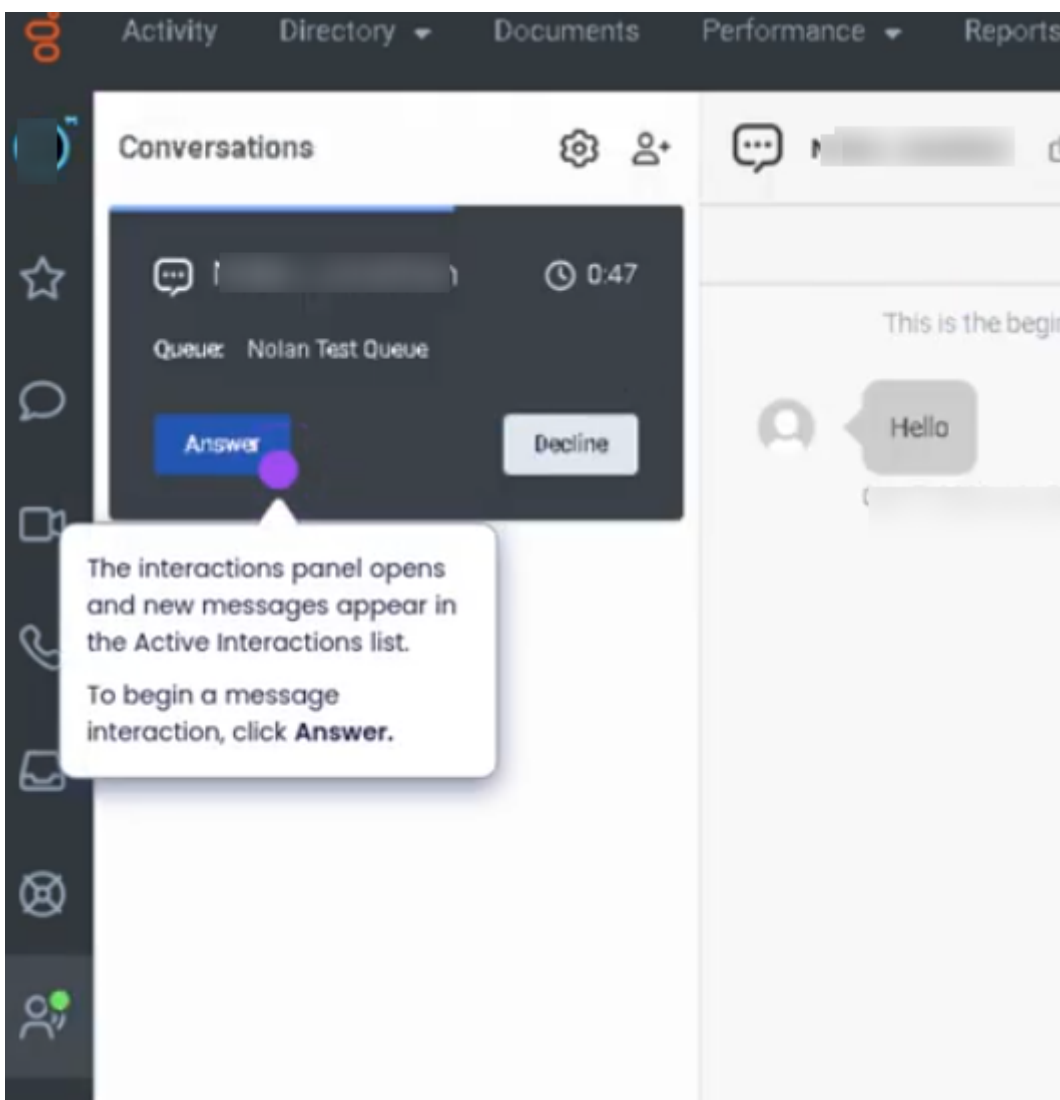 Activity Directory Documents Performance Reports
Conversations
0:47
Queue: Nolan Test Queue
Answer Decline
The interactions panel opens
and new messages appear in
the Active Interactions list.
To begin a message
interaction, click Answer.
This is the begin
Hello